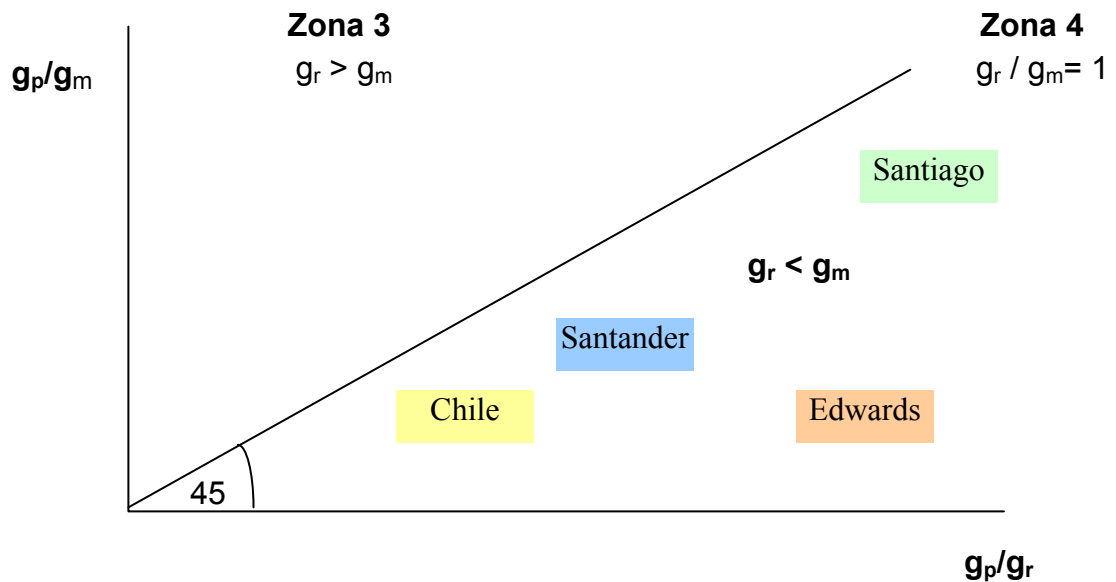 Zona 3
Zona 4
gₚ/gm
gᵣ > gₘ
gᵣ / gₘ= 1
Santiago
gᵣ < gₘ
Santander
Chile
Edwards
45
gₚ/gᵣ